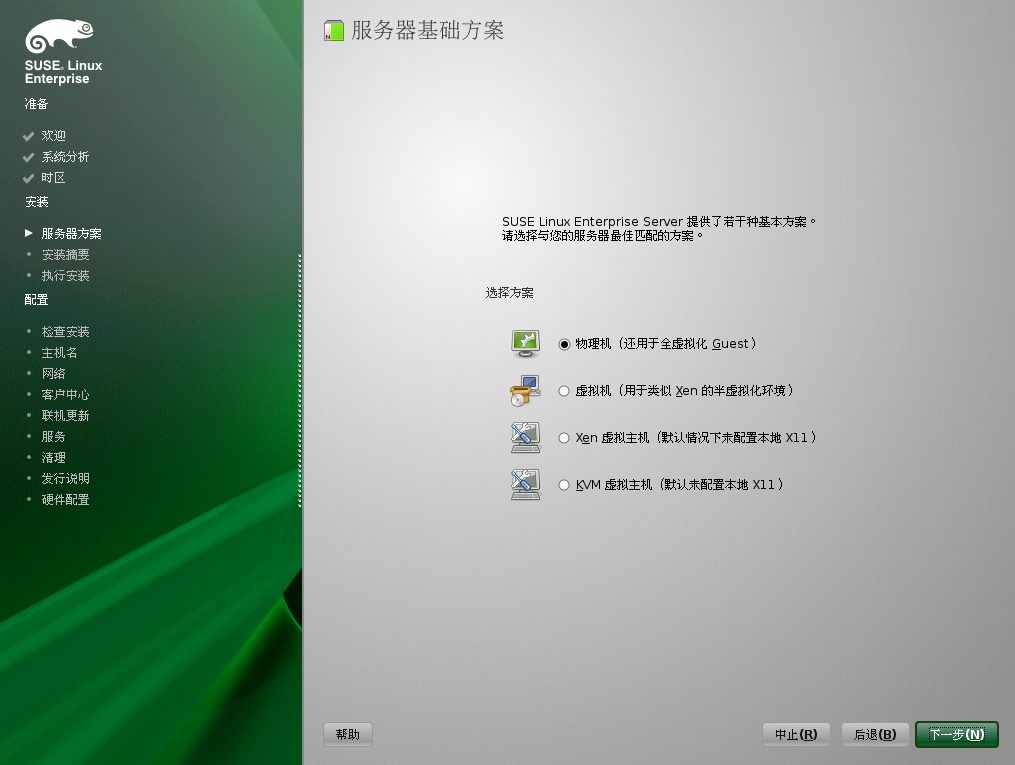 SUSE. Linux
Enterprise
准备
欢迎
系统分析
时区
安装
服务器方案
安装摘要
执行安装
配置
检查安装
主机名
网络
客户中心
联机更新
服务
清理
发行说明
硬件配置
服务器基础方案
SUSE Linux Enterprise Server 提供了若干种基本方案。
请选择与您的服务器最佳匹配的方案。
选择方案
物理机（还用于全虚拟化 Guest）
虚拟机（用于类似 Xen 的半虚拟化环境）
Xen 虚拟主机（默认情况下未配置本地 X11）
KVM 虚拟主机（默认未配置本地 X11）
帮助
中止(R)
后退(B)
下一步(N)